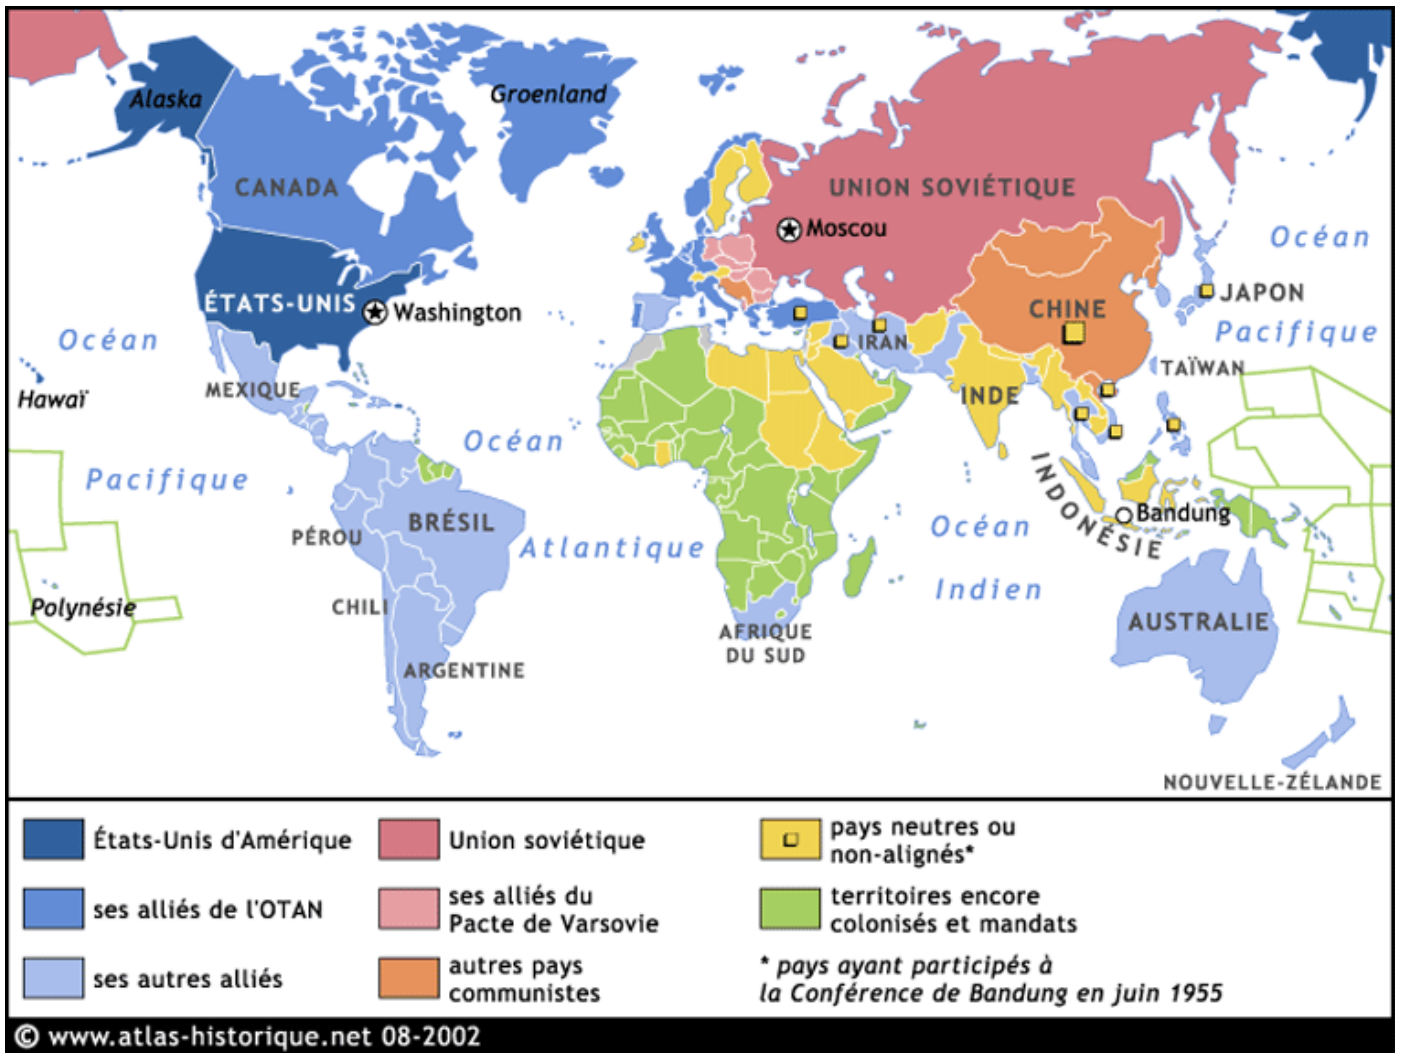 Alaska
Groenland
CANADA
UNION SOVIÉTIQUE
Moscou
Océan
ÉTATS-UNIS
Washington
CHINE
JAPON
Pacifique
Océan
IRAN
TAÏWAN
MEXIQUE
Hawaï
INDE
Océan
Pacifique
INDONÉSIE
Bandung
PÉROU
BRÉSIL
Océan
Atlantique
Indien
Polynésie
CHILI
AFRIQUE
DU SUD
AUSTRALIE
ARGENTINE
NOUVELLE-ZÉLANDE
États-Unis d'Amérique
ses alliés de l'OTAN
ses autres alliés
Union soviétique
ses alliés du
Pacte de Varsovie
autres pays
communistes
pays neutres ou
non-alignés*
territoires encore
colonisés et mandats
* pays ayant participés à
la Conférence de Bandung en juin 1955
© www.atlas-historique.net 08-2002